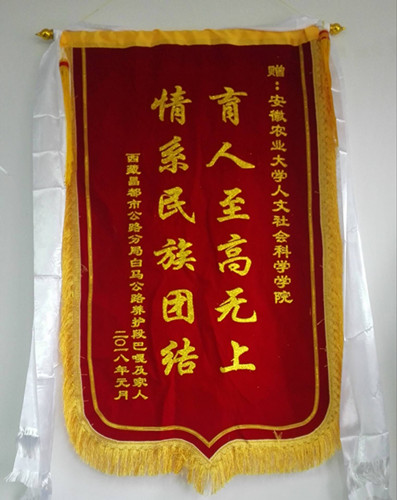 赠：安徽农业大学人文社会科学学院
育人至高无上
情系民族团结
西藏昌都市公路分局白马公路养护段巴嘎及家人
二〇一八年元月